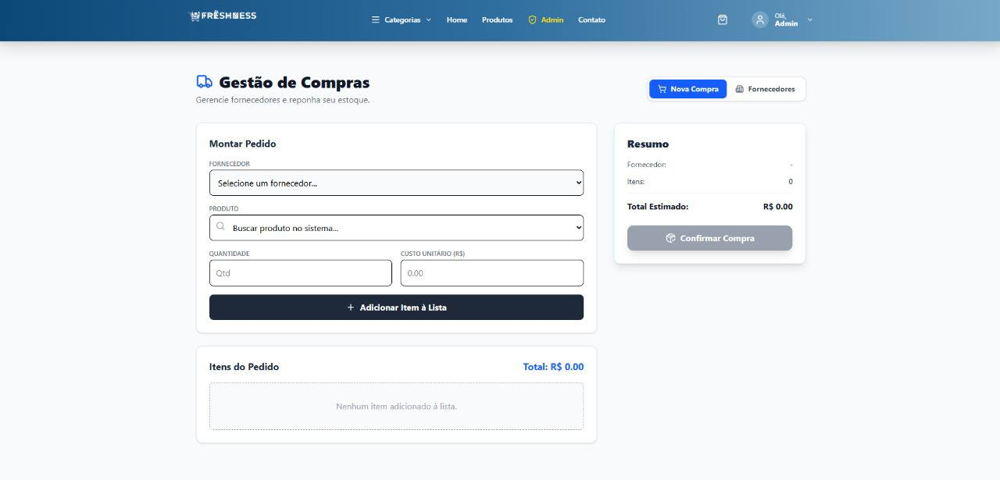 FRESHNESS
Categorias
Home
Produtos
Admin
Contato
Olá,
Admin
Gestão de Compras
Gerencie fornecedores e reponha seu estoque.
Nova Compra
Fornecedores
Montar Pedido
FORNECEDOR
Selecione um fornecedor...
PRODUTO
Buscar produto no sistema...
QUANTIDADE
CUSTO UNITÁRIO (R$)
Qtd
0.00
Adicionar Item à Lista
Itens do Pedido
Total: R$ 0.00
Nenhum item adicionado à lista.
Resumo
Fornecedor: -
Itens: 0
Total Estimado: R$ 0.00
Confirmar Compra